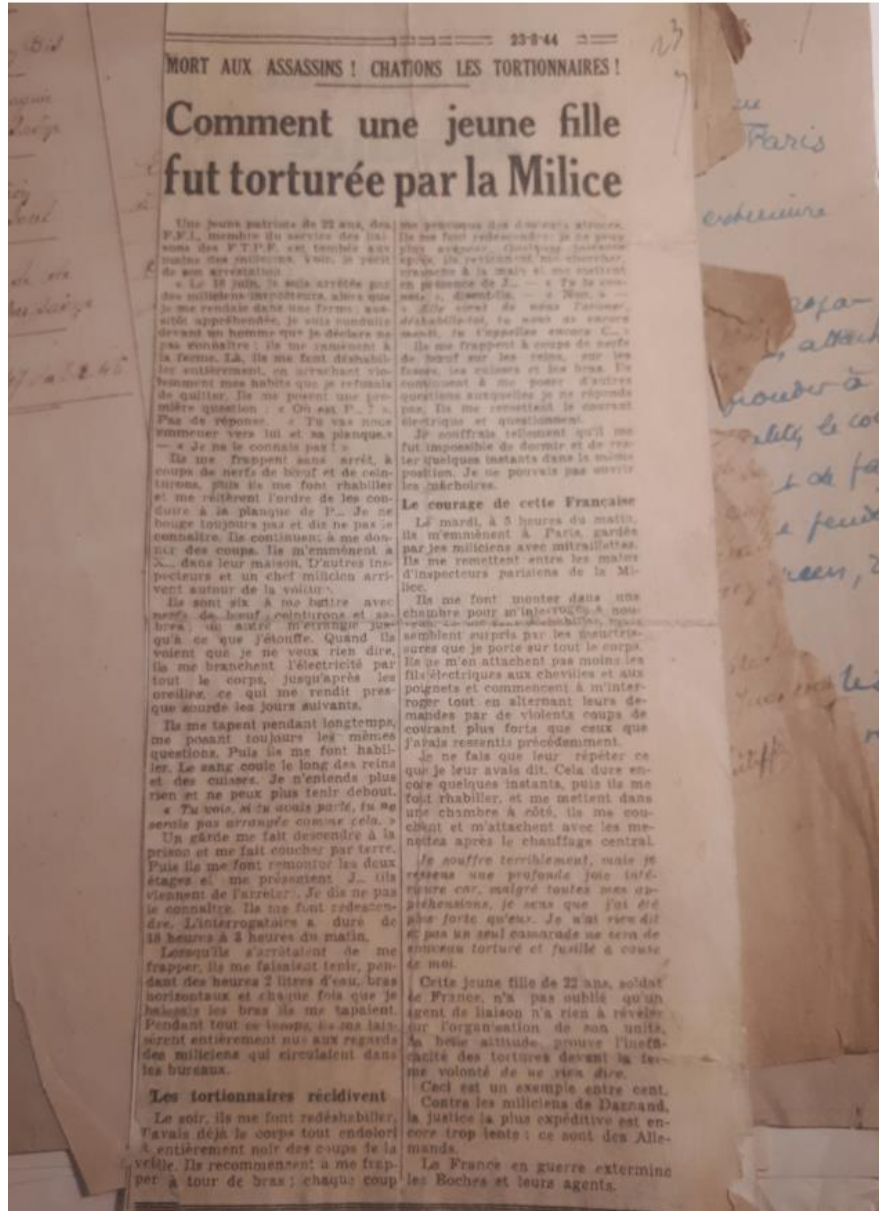 23-8-44
MORT AUX ASSASSINS ! CHATIONS LES TORTIONNAIRES !
Comment une jeune fille
fut torturée par la Milice
Une jeune patriote de 22 ans, des
F.F.I., membre du service des liai-
sons des F.T.P.F. est tombée aux
mains des miliciens. Voici le récit
de son arrestation :
« Le 18 juin, je suis arrêtée par
des miliciens inspecteurs, alors que
je me rendais dans une ferme ; aus-
sitôt appréhendée, je suis conduite
devant un homme que je déclare ne
pas connaître ; ils me ramènent à
la ferme. Là, ils me font déshabil-
ler entièrement, en arrachant vio-
lemment mes habits que je refusais
de quitter. Ils me posent une pre-
mière question : « Où est P... ? ».
Pas de réponse. « Tu vas nous
emmener vers lui et sa planque.»
— « Je ne le connais pas ! »
Ils me frappent sans arrêt, à
coups de nerfs de bœuf et de cein-
turons, puis ils me font rhabiller
et me réitèrent l'ordre de les con-
duire à la planque de P... Je ne
bouge toujours pas et dis ne pas le
connaître. Ils continuent à me don-
ner des coups. Ils m'emmènent à
X... dans leur maison. D'autres ins-
pecteurs et un chef milicien arri-
vent autour de la voiture.
Ils sont six à me battre avec
nerfs de bœuf, ceinturons et
un autre m'étrangle jus-
qu'à ce que j'étouffe. Quand ils
voient que je ne veux rien dire,
ils me branchent l'électricité par
tout le corps, jusqu'après les
oreilles, ce qui me rendit pres-
que sourde les jours suivants.
Ils me tapent pendant longtemps,
me posant toujours les mêmes
questions. Puis ils me font habil-
ler. Le sang coule le long des reins
et des cuisses. Je n'entends plus
rien et ne peux plus tenir debout.
« Tu vois, si tu avais parlé, tu ne
serais pas arrangée comme cela. »
Un garde me fait descendre à la
prison et me fait coucher par terre.
Puis ils me font remonter les deux
étages et me présentent J... (ils
viennent de l'arrêter). Je dis ne pas
le connaître. Ils me font redescen-
dre. L'interrogatoire a duré de
18 heures à 3 heures du matin.
Lorsqu'ils s'arrêtaient de me
frapper, ils me faisaient tenir, pen-
dant des heures 2 litres d'eau, bras
horizontaux et chaque fois que je
baissais les bras ils me tapaient.
Pendant tout ce temps, ils me lais-
sèrent entièrement nue aux regards
des miliciens qui circulaient dans
les bureaux.
Les tortionnaires récidivent
Le soir, ils me font redéshabiller.
J'avais déjà le corps tout endolori
et entièrement noir des coups de la
veille. Ils recommencent à me frap-
per à tour de bras ; chaque coup
me provoque des douleurs atroces.
Ils me font redescendre ; je ne peux
plus avancer. Quelques instants
après, ils reviennent me chercher,
cravache à la main et me mettent
en présence de J... — « Tu le con-
nais », disent-ils. — « Non. » —
« Elle vient de nous l'avouer,
déshabille-toi, tu nous as encore
menti, tu t'appelles encore C... »
Ils me frappent à coups de nerfs
de bœuf sur les reins, sur les
fesses, les cuisses et les bras. Ils
continuent à me poser d'autres
questions auxquelles je ne réponds
pas. Ils me remettent le courant
électrique et questionnent.
Je souffrais tellement qu'il me
fut impossible de dormir et de res-
ter quelques instants dans la même
position. Je ne pouvais pas ouvrir
les mâchoires.
Le courage de cette Française
Le mardi, à 5 heures du matin,
ils m'emmènent à Paris, gardée
par les miliciens avec mitraillettes.
Ils me remettent entre les mains
d'inspecteurs parisiens de la Mi-
lice.
Ils me font monter dans une
chambre pour m'interroger à nou-
veau. Ils me font déshabiller, mais
semblent surpris par les meurtris-
sures que je porte sur tout le corps.
Ils ne m'en attachent pas moins les
fils électriques aux chevilles et aux
poignets et commencent à m'inter-
roger tout en alternant leurs de-
mandes par de violents coups de
courant plus forts que ceux que
j'avais ressentis précédemment.
Je ne fais que leur répéter ce
que je leur avais dit. Cela dure en-
core quelques instants, puis ils me
font rhabiller, et me mettent dans
une chambre à côté, ils me cou-
chent et m'attachent avec les me-
nottes après le chauffage central.
Je souffre terriblement, mais je
ressens une profonde joie inté-
rieure car, malgré toutes mes ap-
préhensions, je sens que j'ai été
plus forte qu'eux. Je n'ai rien dit
et pas un seul camarade ne sera de
nouveau torturé et fusillé à cause
de moi.
Cette jeune fille de 22 ans, soldat
de France, n'a pas oublié qu'un
agent de liaison n'a rien à révéler
sur l'organisation de son unité,
sa belle attitude prouve l'ineffi-
cacité des tortures devant la fer-
me volonté de ne rien dire.
Ceci est un exemple entre cent.
Contre les miliciens de Darnand,
la justice la plus expéditive est en-
core trop lente : ce sont des Alle-
mands.
La France en guerre extermine
les Boches et leurs agents.
Paris